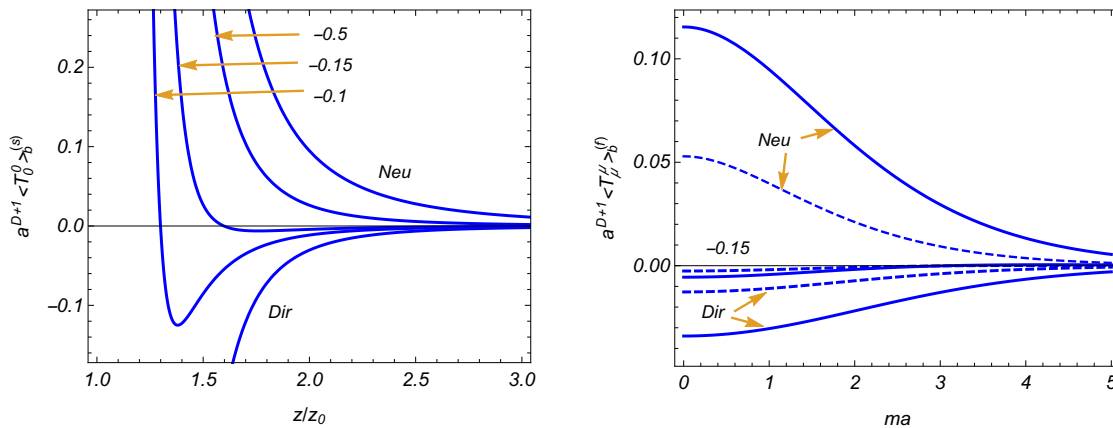 0.2
0.1
0.0
−0.1
1.0
1.5
2.0
2.5
3.0
−0.5
−0.15
−0.1
Neu
Dir
z/z₀
a^{D+1} <T_0^0>_b^{(s)}
0.10
0.05
0.00
0
1
2
3
4
5
Neu
−0.15
Dir
ma
a^{D+1} <T_μ^μ>_b^{(f)}